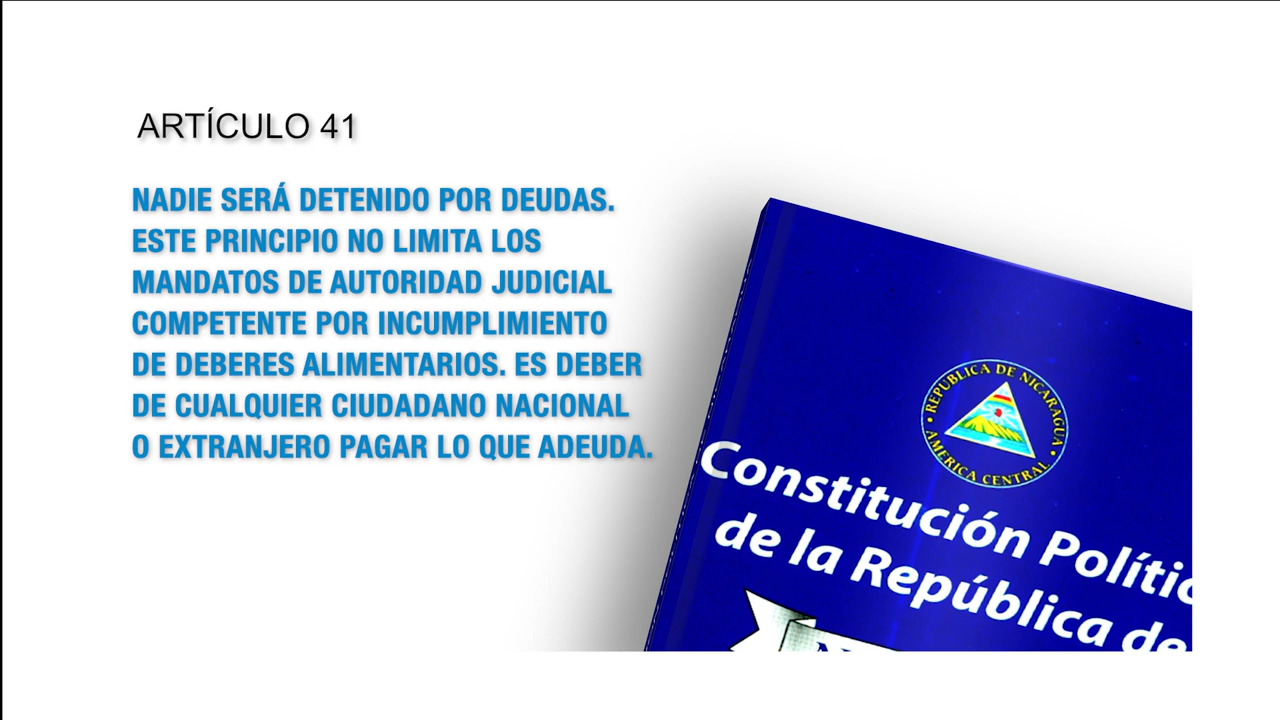 ARTÍCULO 41
NADIE SERÁ DETENIDO POR DEUDAS.
ESTE PRINCIPIO NO LIMITA LOS
MANDATOS DE AUTORIDAD JUDICIAL
COMPETENTE POR INCUMPLIMIENTO
DE DEBERES ALIMENTARIOS. ES DEBER
DE CUALQUIER CIUDADANO NACIONAL
O EXTRANJERO PAGAR LO QUE ADEUDA.
REPUBLICA DE NICARAGUA
AMERICA CENTRAL
Constitución Polític
de la República de